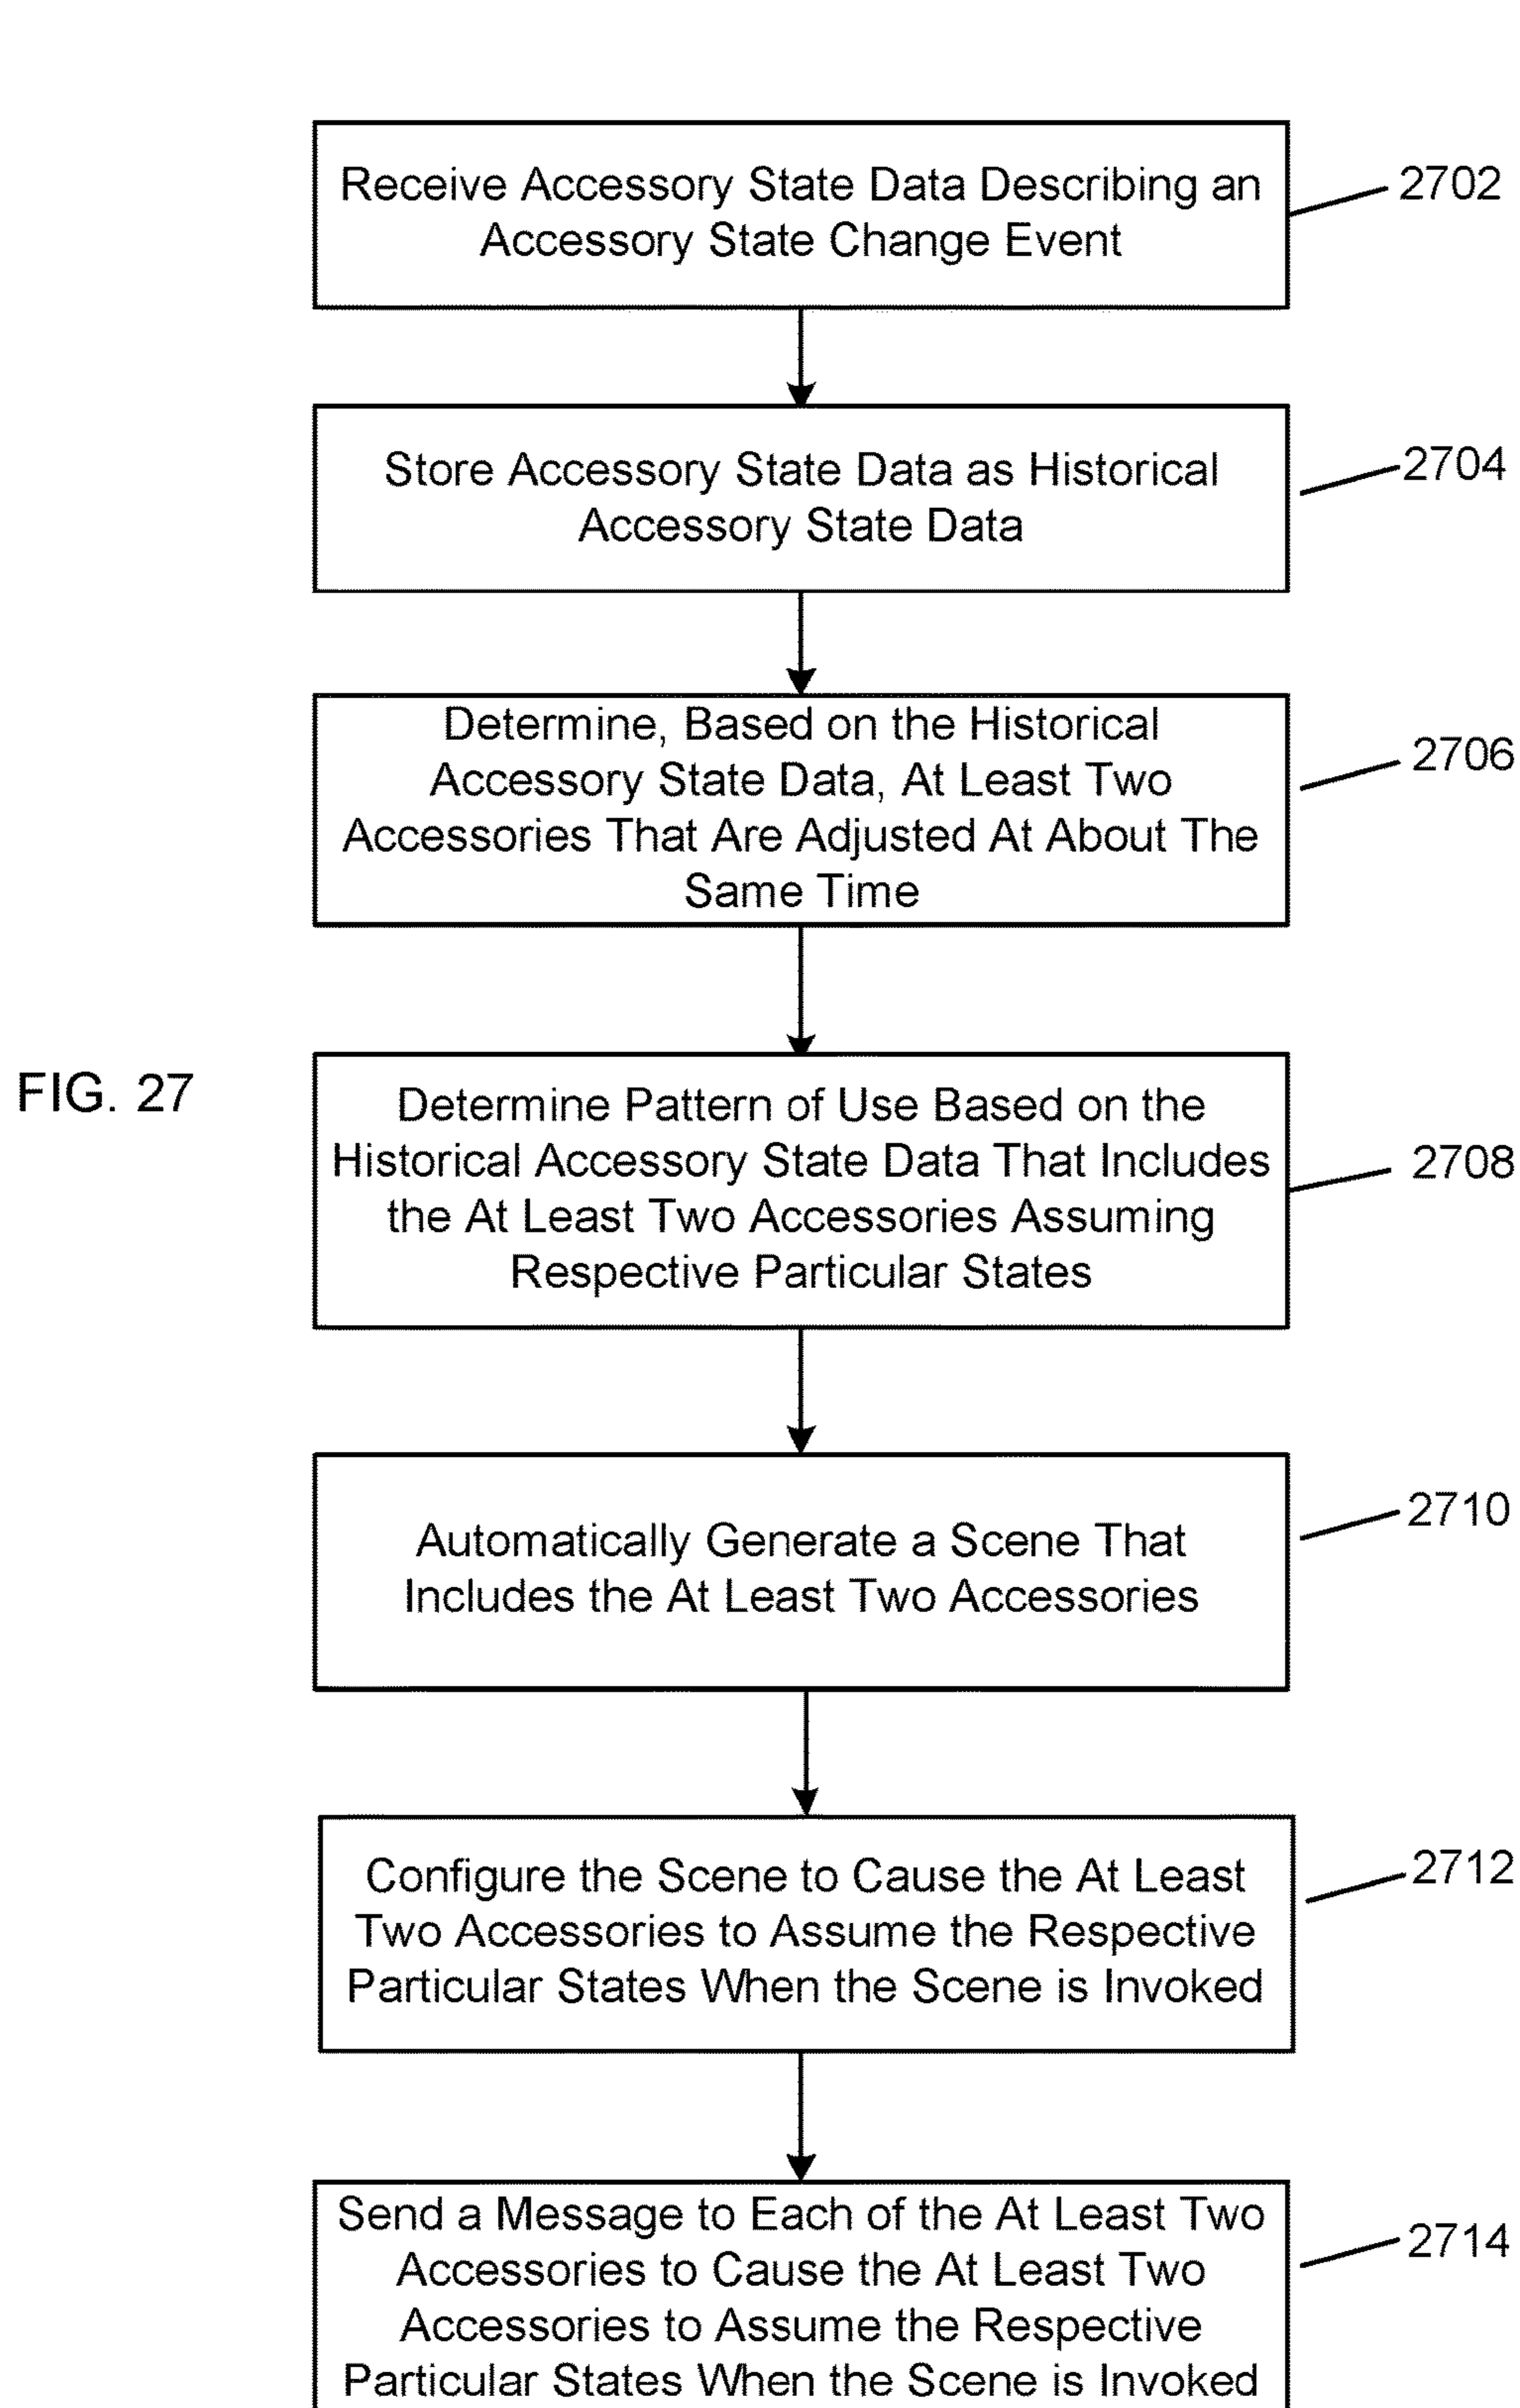 Receive Accessory State Data Describing an
Accessory State Change Event
2702
Store Accessory State Data as Historical
Accessory State Data
2704
Determine, Based on the Historical
Accessory State Data, At Least Two
Accessories That Are Adjusted At About The
Same Time
2706
FIG. 27
Determine Pattern of Use Based on the
Historical Accessory State Data That Includes
the At Least Two Accessories Assuming
Respective Particular States
2708
Automatically Generate a Scene That
Includes the At Least Two Accessories
2710
Configure the Scene to Cause the At Least
Two Accessories to Assume the Respective
Particular States When the Scene is Invoked
2712
Send a Message to Each of the At Least Two
Accessories to Cause the At Least Two
Accessories to Assume the Respective
Particular States When the Scene is Invoked
2714